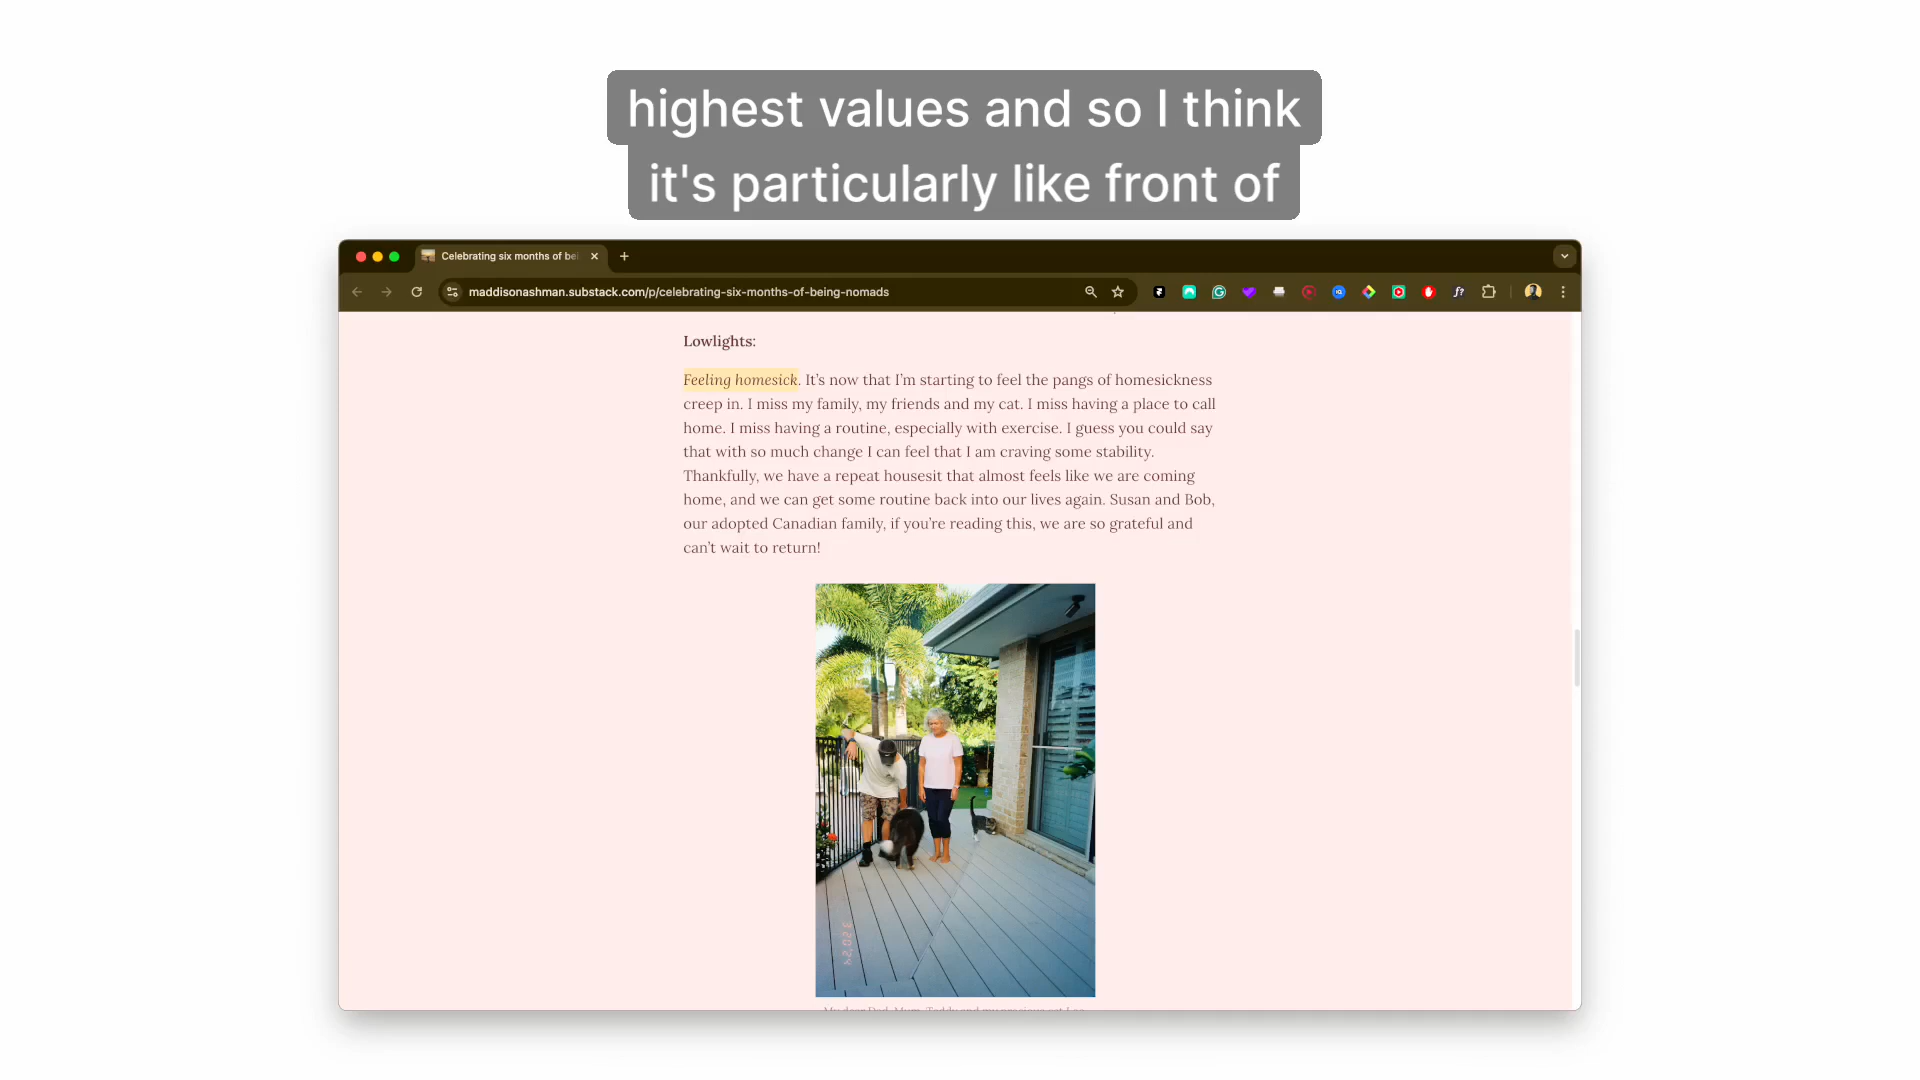 highest values and so I think
it's particularly like front of
Celebrating six months of bei
maddisonashman.substack.com/p/celebrating-six-months-of-being-nomads
Lowlights:
Feeling homesick. It’s now that I’m starting to feel the pangs of homesickness
creep in. I miss my family, my friends and my cat. I miss having a place to call
home. I miss having a routine, especially with exercise. I guess you could say
that with so much change I can feel that I am craving some stability.
Thankfully, we have a repeat housesit that almost feels like we are coming
home, and we can get some routine back into our lives again. Susan and Bob,
our adopted Canadian family, if you’re reading this, we are so grateful and
can’t wait to return!
3 20 '24